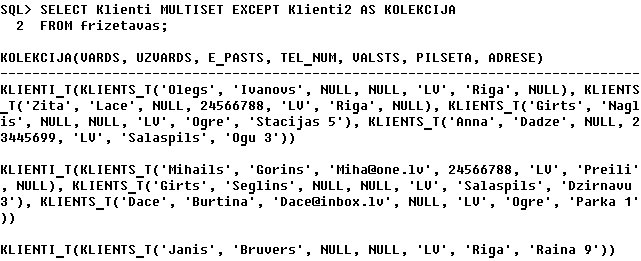 SQL> SELECT Klienti MULTISET EXCEPT Klienti2 AS KOLEKCIJA
2 FROM frizetavas;
KOLEKCIJA(VARDS, UZVARDS, E_PASTS, TEL_NUM, VALSTS, PILSETA, ADRESE)
--------------------------------------------------------------------------------
KLIENTI_T(KLIENTS_T('Olegs', 'Ivanovs', NULL, NULL, 'LV', 'Riga', NULL), KLIENTS
_T('Zita', 'Lace', NULL, 24566788, 'LV', 'Riga', NULL), KLIENTS_T('Girts', 'Nagl
is', NULL, NULL, 'LV', 'Ogre', 'Stacijas 5'), KLIENTS_T('Anna', 'Dadze', NULL, 2
3445699, 'LV', 'Salaspils', 'Ogu 3'))
KLIENTI_T(KLIENTS_T('Mihails', 'Gorins', 'Miha@one.lv', 24566788, 'LV', 'Preili'
, NULL), KLIENTS_T('Girts', 'Seglins', NULL, NULL, 'LV', 'Salaspils', 'Dzirnavu
3'), KLIENTS_T('Dace', 'Burtina', 'Dace@inbox.lv', NULL, 'LV', 'Ogre', 'Parka 1'
))
KLIENTI_T(KLIENTS_T('Janis', 'Bruvers', NULL, NULL, 'LV', 'Riga', 'Raina 9'))